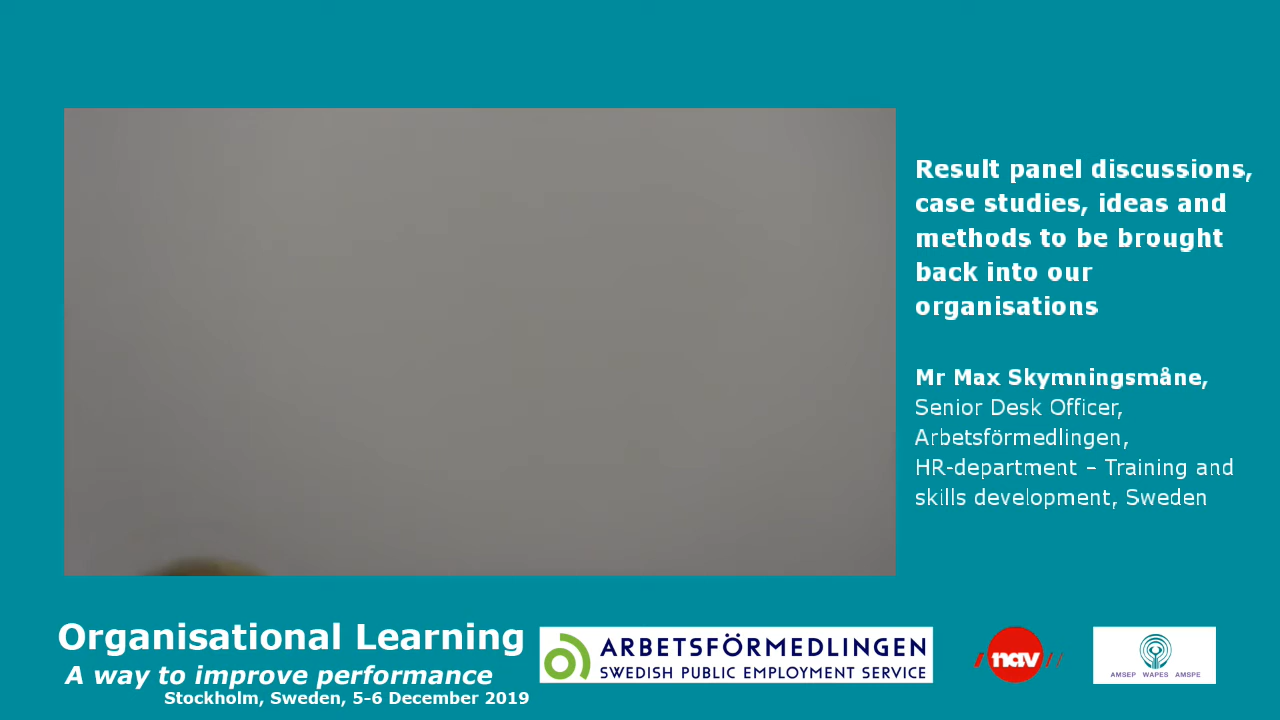 Result panel discussions,
case studies, ideas and
methods to be brought
back into our
organisations
Mr Max Skymningsmåne,
Senior Desk Officer,
Arbetsförmedlingen,
HR-department – Training and
skills development, Sweden
Organisational Learning
A way to improve performance
Stockholm, Sweden, 5-6 December 2019
ARBETSFÖRMEDLINGEN
SWEDISH PUBLIC EMPLOYMENT SERVICE
nav
AMSEP WAPES AMSPE